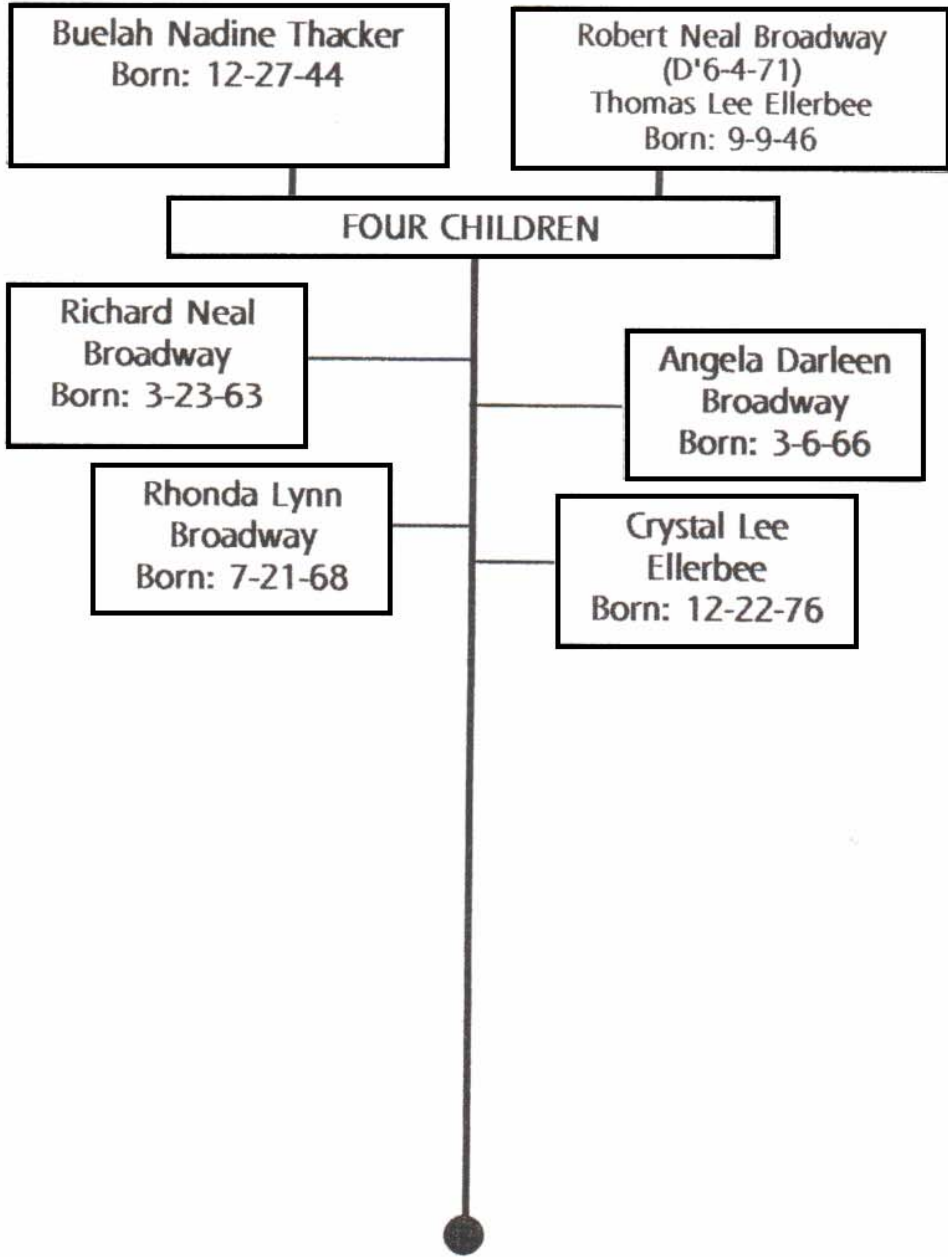 Buelah Nadine Thacker
Born: 12-27-44
Robert Neal Broadway
(D'6-4-71)
Thomas Lee Ellerbee
Born: 9-9-46
FOUR CHILDREN
Richard Neal
Broadway
Born: 3-23-63
Angela Darleen
Broadway
Born: 3-6-66
Rhonda Lynn
Broadway
Born: 7-21-68
Crystal Lee
Ellerbee
Born: 12-22-76